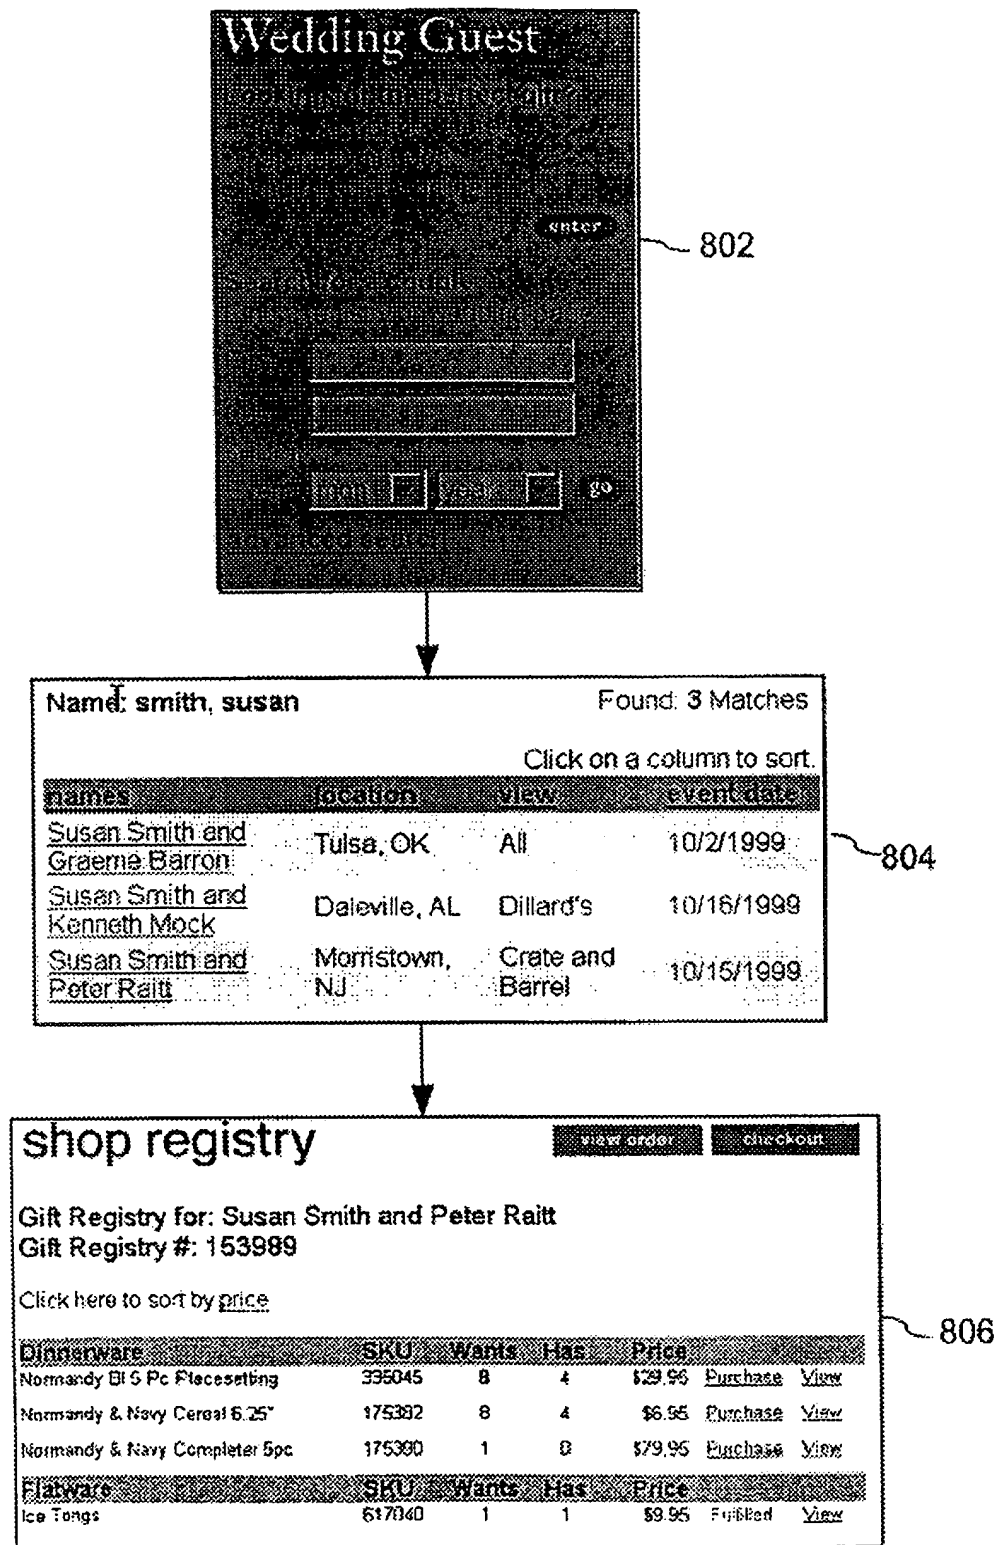 Wedding Guest
enter
802
mon year go
advanced search
Name: smith, susan Found: 3 Matches
Click on a column to sort.
names location view event date
Susan Smith and
Graeme Barron Tulsa, OK All 10/2/1999
804
Susan Smith and
Kenneth Mock Daleville, AL Dillard's 10/16/1999
Susan Smith and
Peter Raitt Morristown,
NJ Crate and
Barrel 10/15/1999
shop registry view order checkout
Gift Registry for: Susan Smith and Peter Raitt
Gift Registry #: 153989
Click here to sort by price
806
Dinnerware SKU Wants Has Price
Normandy Bl 5 Pc Placesetting 335045 8 4 $29.95 Purchase View
Normandy & Navy Cereal 6.25" 175382 8 4 $6.95 Purchase View
Normandy & Navy Completer 5pc 175390 1 0 $79.95 Purchase View
Flatware SKU Wants Has Price
Ice Tongs 617040 1 1 $9.95 Fulfilled View